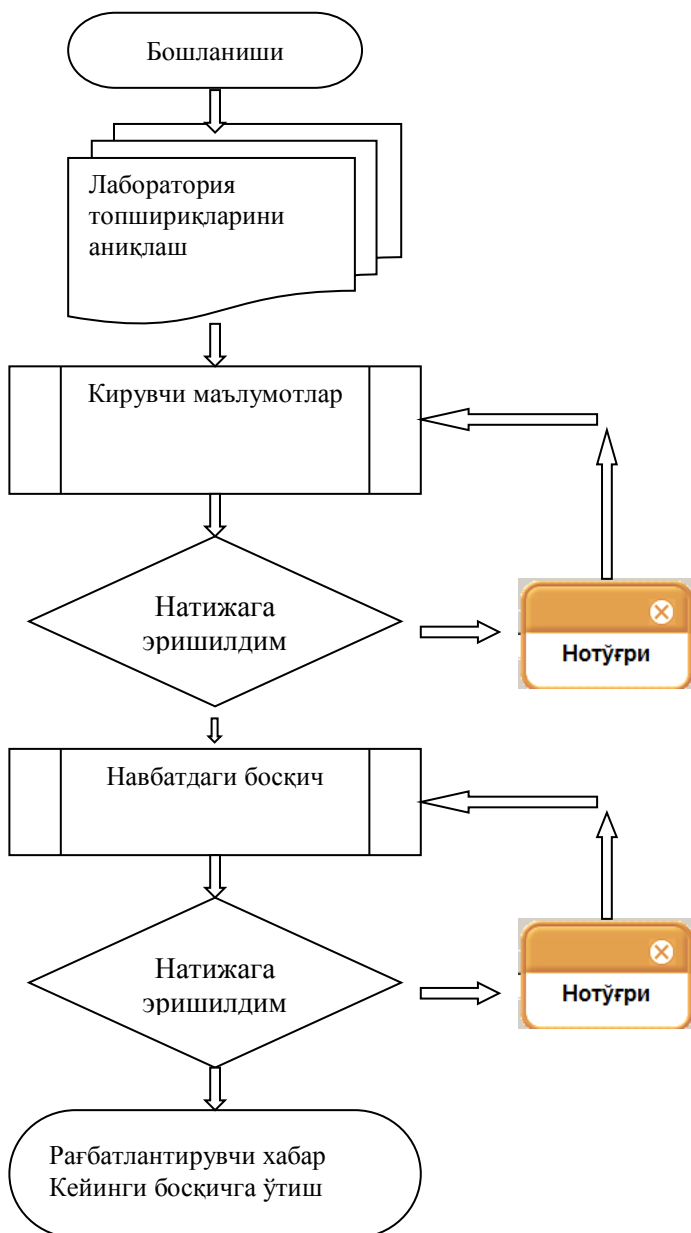 Бошланиши
Лаборатория
топшириқларини
аниқлаш
Кирувчи маълумотлар
Натижага
эришилдим
Нотўғри
Навбатдаги босқич
Натижага
эришилдим
Нотўғри
Рағбатлантирувчи хабар
Кейинги босқичга ўтиш